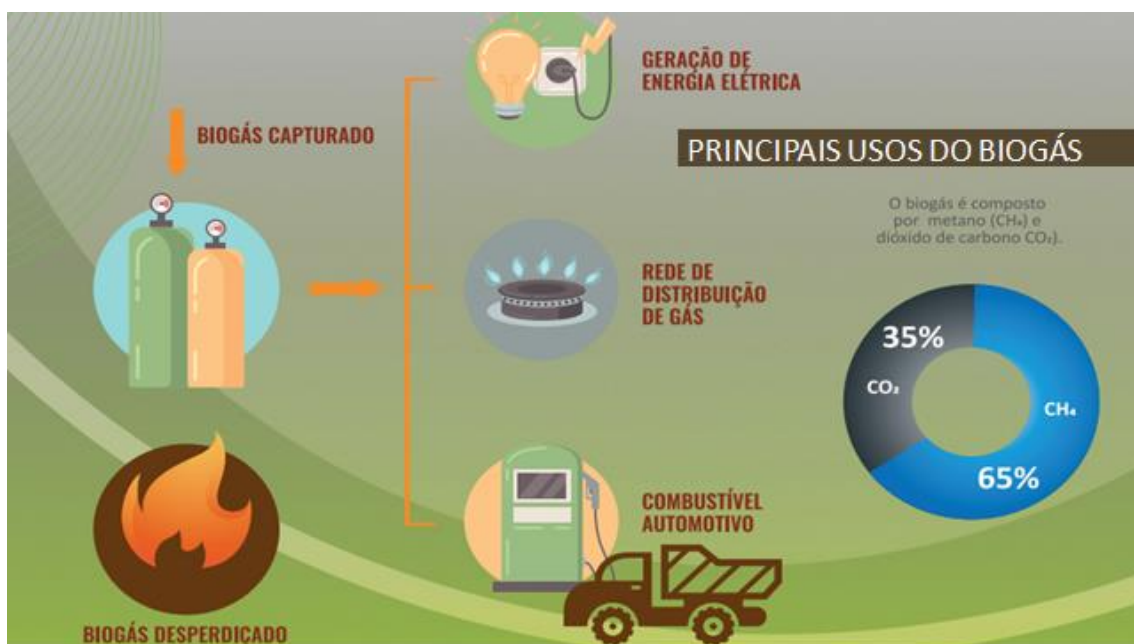 GERAÇÃO DE
ENERGIA ELÉTRICA
BIOGÁS CAPTURADO
PRINCIPAIS USOS DO BIOGÁS
O biogás é composto
por metano (CH₄) e
dióxido de carbono CO₂).
REDE DE
DISTRIBUIÇÃO
DE GÁS
35%
CO₂
CH₄
65%
COMBUSTÍVEL
AUTOMOTIVO
BIOGÁS DESPERDIÇADO